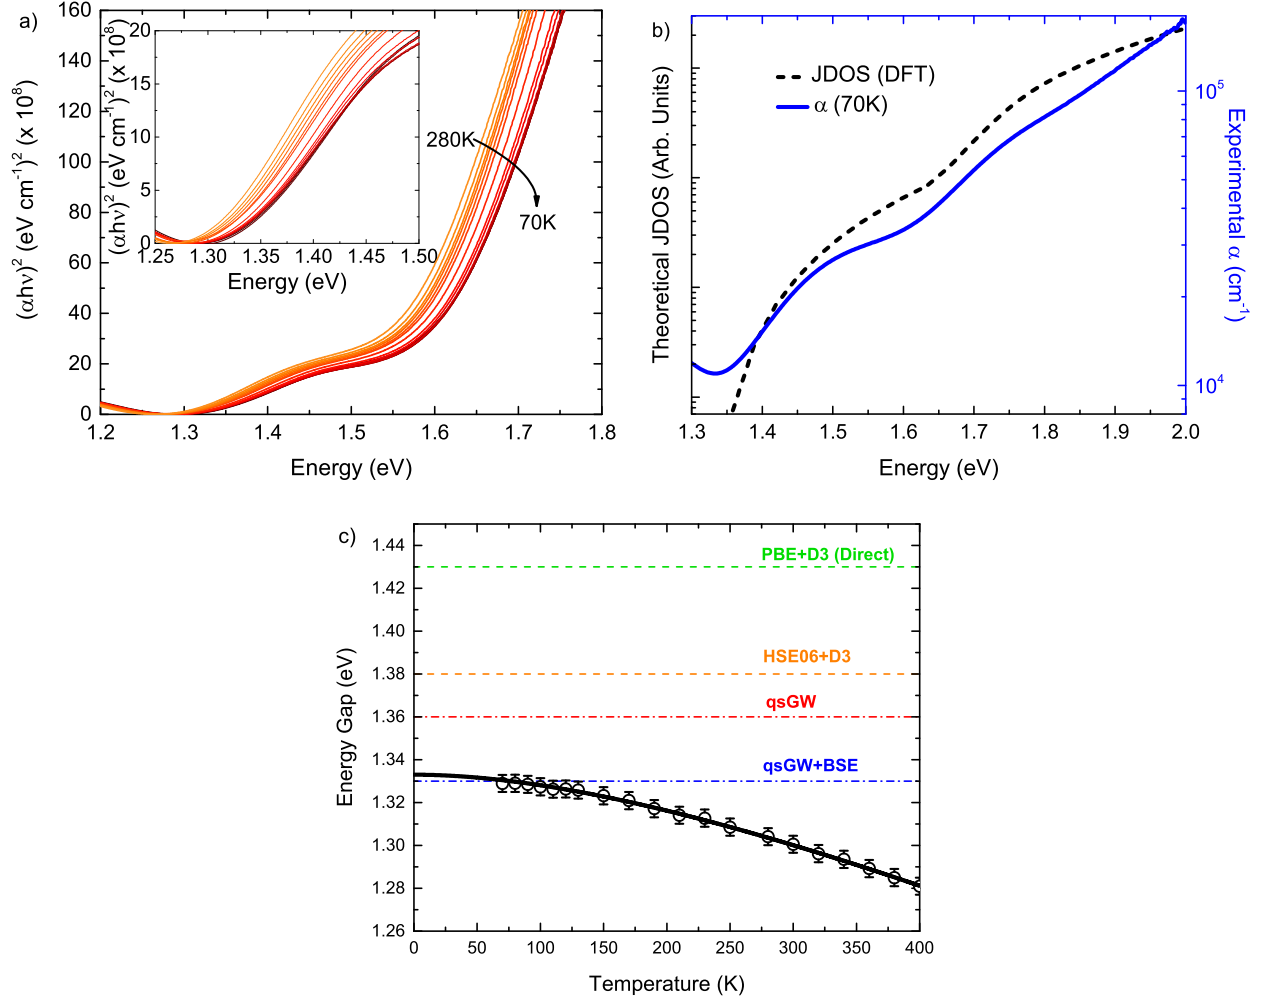 a)
160
140
120
100
80
60
40
20
0
(αhν)² (eV cm⁻¹)² (x 10⁸)
1.2 1.3 1.4 1.5 1.6 1.7 1.8
Energy (eV)
20
15
10
5
0
(αhν)² (eV cm⁻¹)² (x 10⁸)
1.25 1.30 1.35 1.40 1.45 1.50
Energy (eV)
280K
70K
b)
JDOS (DFT)
α (70K)
Theoretical JDOS (Arb. Units)
10⁵
10⁴
Experimental α (cm⁻¹)
1.3 1.4 1.5 1.6 1.7 1.8 1.9 2.0
Energy (eV)
c)
1.44
1.42
1.40
1.38
1.36
1.34
1.32
1.30
1.28
1.26
Energy Gap (eV)
PBE+D3 (Direct)
HSE06+D3
qsGW
qsGW+BSE
0 50 100 150 200 250 300 350 400
Temperature (K)